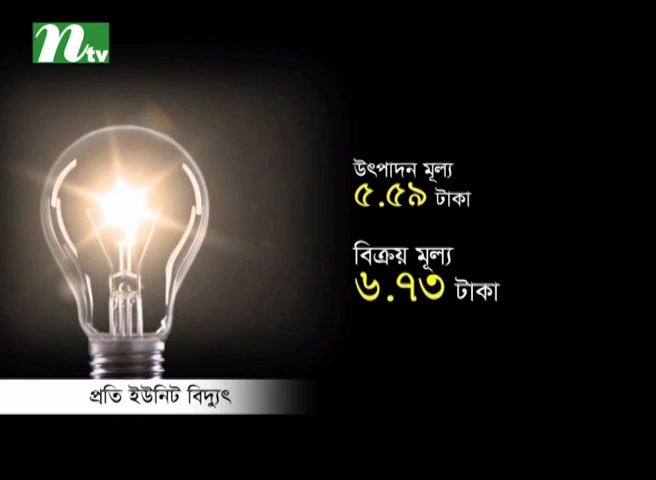 ntv
উৎপাদন মূল্য
৫.৫৯ টাকা
বিক্রয় মূল্য
৬.৭৩ টাকা
প্রতি ইউনিট বিদ্যুৎ